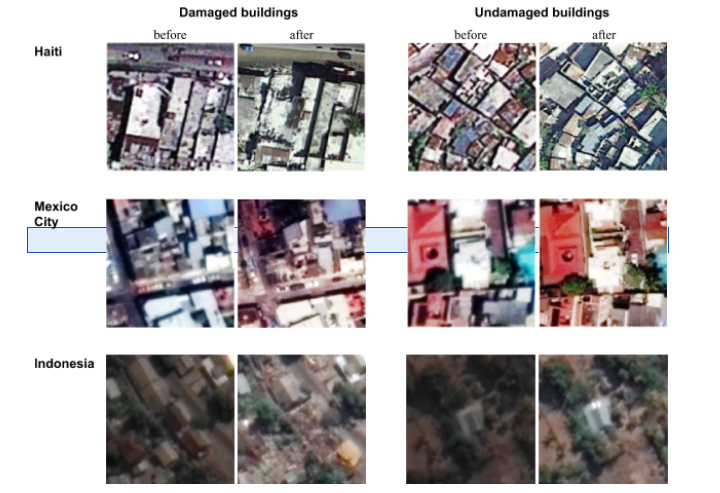 Damaged buildings
Undamaged buildings
before
after
before
after
Haiti
Mexico
City
Indonesia